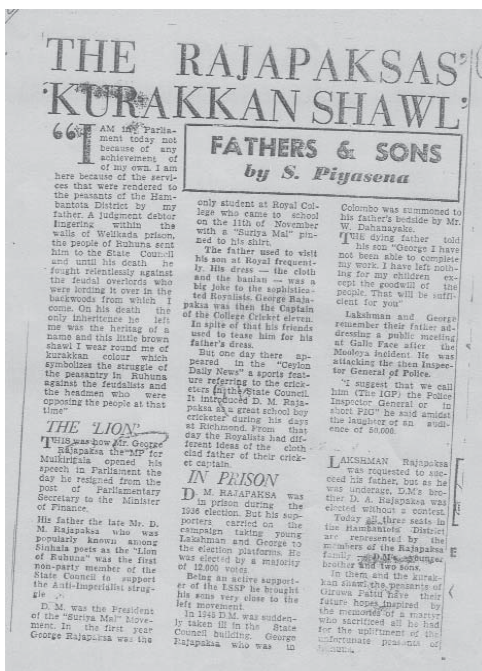 THE RAJAPAKSAS'
'KURAKKAN SHAWL'
FATHERS & SONS
by S. Piyasena
"I AM in Parlia-
ment today not
because of any
achievement of
of my own. I am
here because of the servi-
ces that were rendered to
the peasants of the Ham-
bantota District by my
father. A judgment debtor
lingering within the
walls of Welikada prison,
the people of Ruhuna sent
him to the State Council
and until his death he
fought relentlessly against
the feudal overlords who
were lording it over in the
backwoods from which I
come. On his death the
only inheritence he left
me was the heritag of a
name and this little brown
shawl I wear round me of
kurakkan colour which
symbolizes the struggle of
the peasantry in Ruhuna
against the feudalists and
the headmen who were
opposing the people at that
time"
THE 'LION'
THIS was how Mr. George
Rajapaksa the MP for
Mulkirigala opened his
speech in Parliament the
day he resigned from the
post of Parliamentary
Secretary to the Minister
of Finance.
His father the late Mr. D.
M. Rajapaksa who was
popularly known among
Sinhala poets as the "Lion
of Ruhuna" was the first
non-party member of the
State Council to support
the Anti-Imperialist strug-
gle
D. M. was the President
of the "Suriya Mal" Move-
ment. In the first year
George Rajapaksa was the
only student at Royal Col-
lege who came to school
on the 11th of November
with a "Suriya Mal" pin-
ned to his shirt.
The father used to visit
his son at Royal frequent-
ly. His dress — the cloth
and the banian — was a
big joke to the sophistica-
ted Royalists. George Raja-
paksa was then the Captain
of the College Cricket eleven.
In spite of that his friends
used to tease him for his
father's dress.
But one day there ap-
peared in the "Ceylon
Daily News" a sports feat-
ure referring to the crick-
eters in the State Council.
It introduced D. M. Raja-
paksa as a great school boy
cricketer during his days
at Richmond. From that
day the Royalists had dif-
ferent ideas of the cloth
clad father of their crick-
et captain.
IN PRISON
D. M. RAJAPAKSA was
in prison during the
1936 election. But his sup-
porters carried on the
campaign taking young
Lakshman and George to
the election platforms. He
was elected by a majority
of 12,000 votes.
Being an active support-
er of the LSSP he brought
his sons very close to the
left movement.
In 1945 D.M. was sudden-
ly taken ill in the State
Council building. George
Rajapaksa who was in
Colombo was summoned to
his father's bedside by Mr.
W. Dahanayake.
THE dying father told
his son "George I have
not been able to complete
my work. I have left noth-
ing for my children ex-
cept the goodwill of the
people. That will be suffi-
cient for you"
Lakshman and George
remember their father ad-
dressing a public meeting
at Galle Face after the
Mooloya incident. He was
attacking the then Inspec-
tor General of Police.
"I suggest that we call
him (The IGP) the Police
Inspector General or in
short PIG" he said amidst
the laughter of an audi-
ence of 50,000.
LAKSHMAN Rajapaksa
was requested to suc-
ceed his father, but as he
was underage, D.M's bro-
ther D. A. Rajapaksa was
elected without a contest.
Today all three seats in
the Hambantota District
are represented by the
members of the Rajapaksa
family — D.M's younger
brother and two sons.
In them and the kurak-
kan shawl the peasants of
Giruwa Pattu have their
future hopes inspired by
the memories of a martyr
who sacrificed all he had
for the upliftment of the
unfortunate peasants of